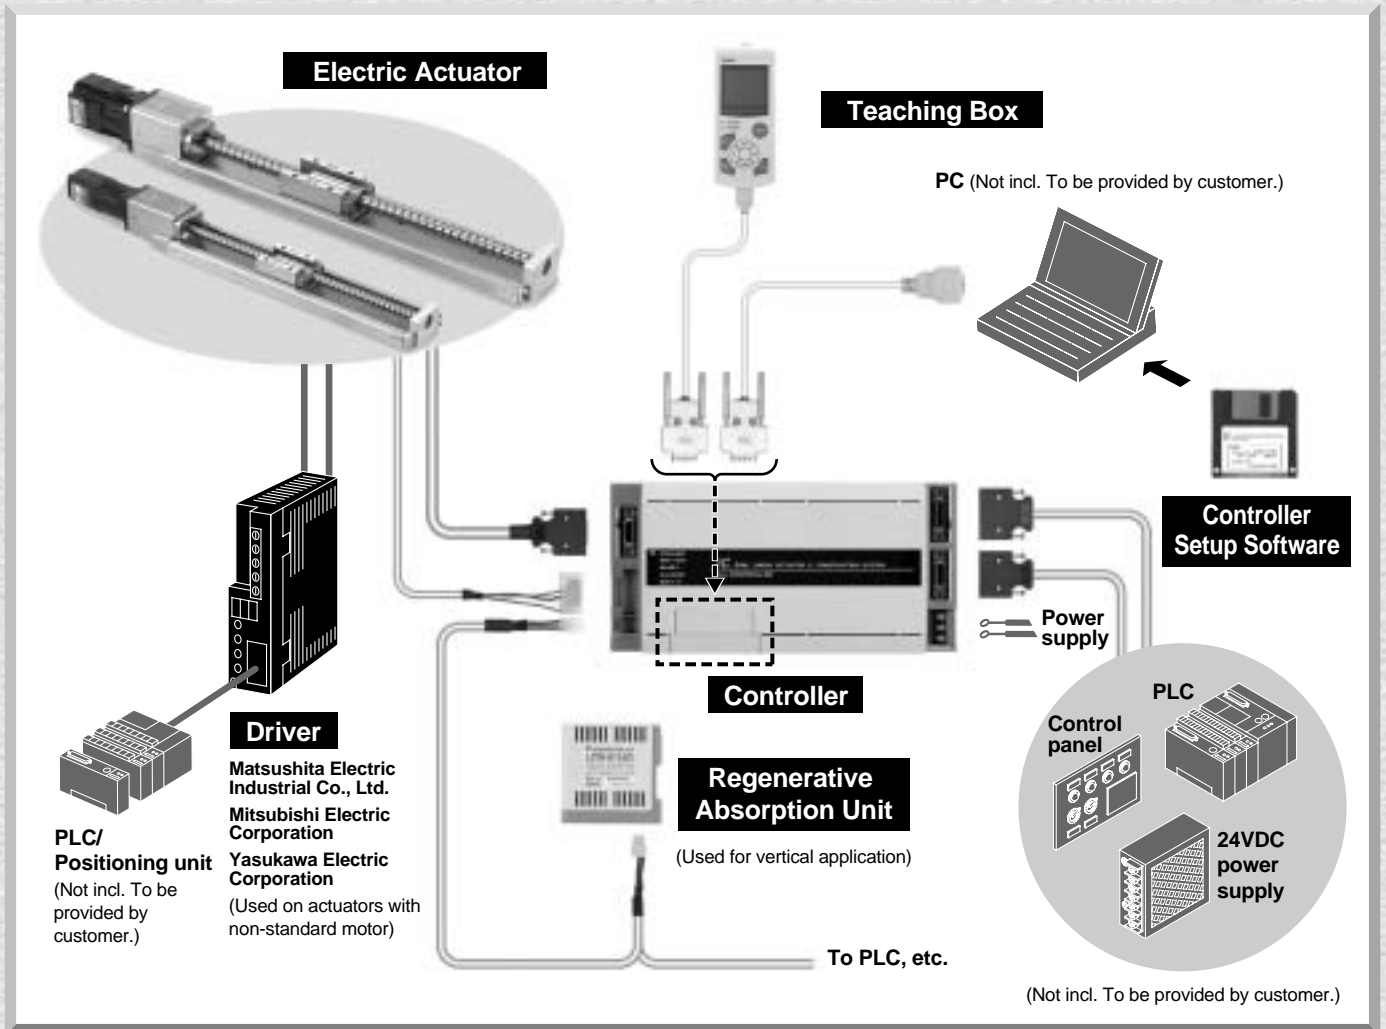 Electric Actuator
Teaching Box
PC (Not incl. To be provided by customer.)
Controller
Setup Software
Power
supply
Controller
PLC
Control
panel
24VDC
power
supply
(Not incl. To be provided by customer.)
Driver
Matsushita Electric
Industrial Co., Ltd.
Mitsubishi Electric
Corporation
Yasukawa Electric
Corporation
(Used on actuators with
non-standard motor)
PLC/
Positioning unit
(Not incl. To be
provided by
customer.)
Regenerative
Absorption Unit
(Used for vertical application)
To PLC, etc.